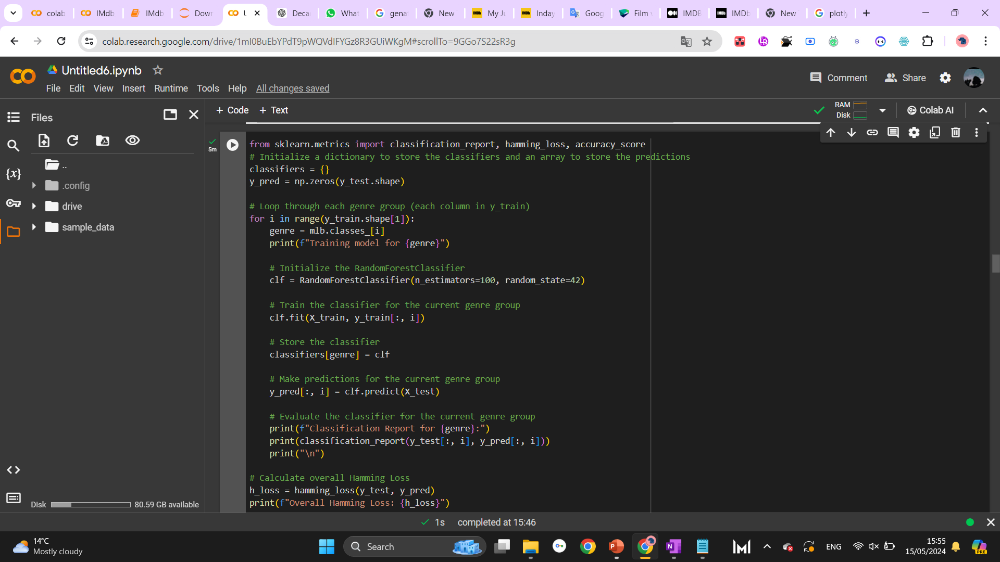 colab
IMdb
IMdb
Down
U
Deca
What
gena
New
My Ju
Inday
Goog
Film v
IMDB
IMDb
New
plotly
colab.research.google.com/drive/1mI0BuEbYPdT9pWQVdIFYGz8R3GUiWKgM#scrollTo=9GGo7S22sR3g
Untitled6.ipynb
File Edit View Insert Runtime Tools Help All changes saved
Comment
Share
Files
+ Code + Text
RAM
Disk
Colab AI
..
.config
drive
sample_data
{x}
5m
from sklearn.metrics import classification_report, hamming_loss, accuracy_score
# Initialize a dictionary to store the classifiers and an array to store the predictions
classifiers = {}
y_pred = np.zeros(y_test.shape)
# Loop through each genre group (each column in y_train)
for i in range(y_train.shape[1]):
    genre = mlb.classes_[i]
    print(f"Training model for {genre}")
    # Initialize the RandomForestClassifier
    clf = RandomForestClassifier(n_estimators=100, random_state=42)
    # Train the classifier for the current genre group
    clf.fit(X_train, y_train[:, i])
    # Store the classifier
    classifiers[genre] = clf
    # Make predictions for the current genre group
    y_pred[:, i] = clf.predict(X_test)
    # Evaluate the classifier for the current genre group
    print(f"Classification Report for {genre}:")
    print(classification_report(y_test[:, i], y_pred[:, i]))
    print("\n")
# Calculate overall Hamming Loss
h_loss = hamming_loss(y_test, y_pred)
print(f"Overall Hamming Loss: {h_loss}")
Disk
80.59 GB available
1s completed at 15:46
14°C
Mostly cloudy
Search
ENG
15:55
15/05/2024
PRE